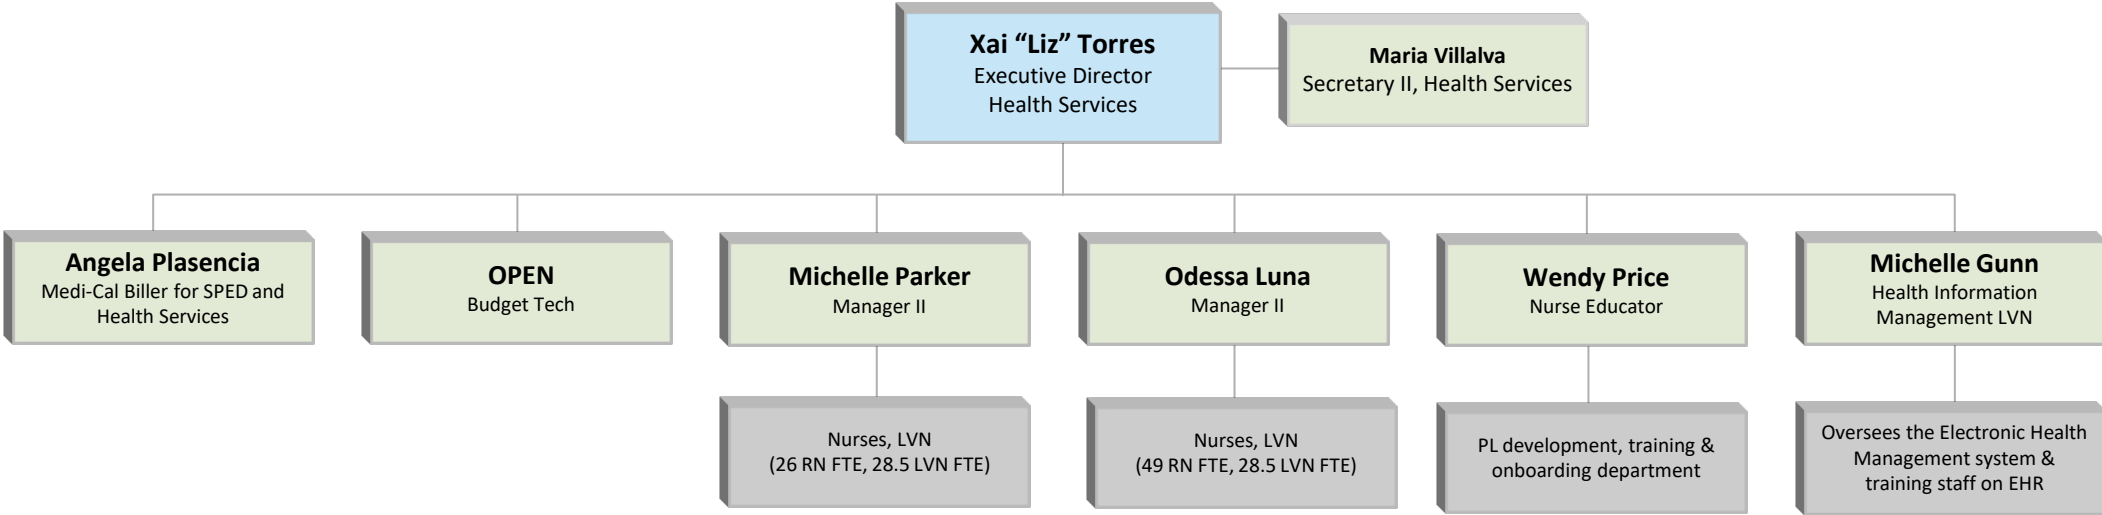 Xai “Liz” Torres
Executive Director
Health Services
Maria Villalva
Secretary II, Health Services
Angela Plasencia
Medi-Cal Biller for SPED and
Health Services
OPEN
Budget Tech
Michelle Parker
Manager II
Odessa Luna
Manager II
Wendy Price
Nurse Educator
Michelle Gunn
Health Information
Management LVN
Nurses, LVN
(26 RN FTE, 28.5 LVN FTE)
Nurses, LVN
(49 RN FTE, 28.5 LVN FTE)
PL development, training &
onboarding department
Oversees the Electronic Health
Management system &
training staff on EHR